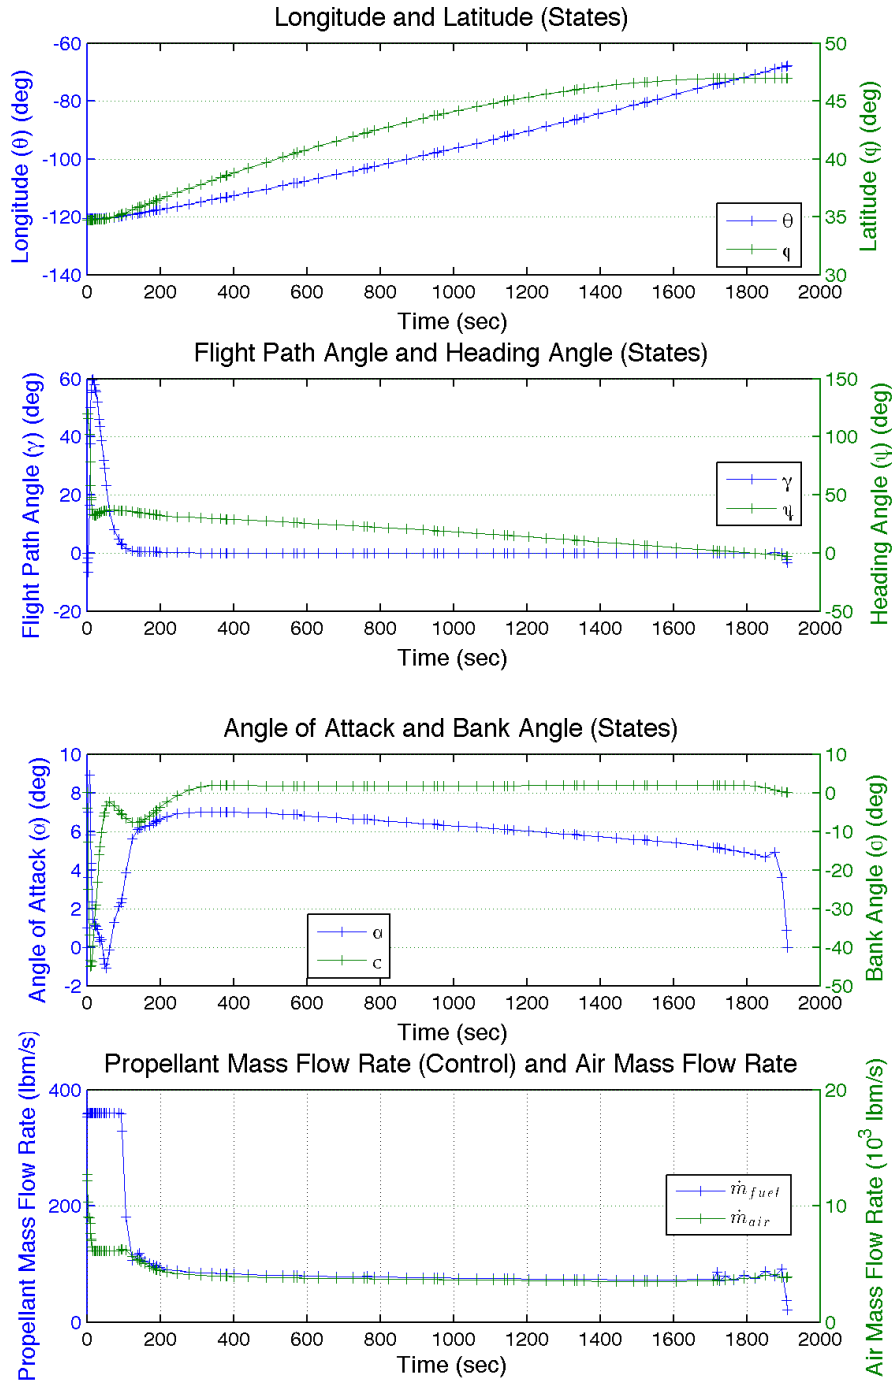 Longitude and Latitude (States)
Longitude (θ) (deg)
-60
-80
-100
-120
-140
50
45
40
35
30
Latitude (φ) (deg)
θ
φ
0 200 400 600 800 1000 1200 1400 1600 1800 2000
Time (sec)
Flight Path Angle and Heading Angle (States)
Flight Path Angle (γ) (deg)
60
40
20
0
-20
150
100
50
0
-50
Heading Angle (ψ) (deg)
γ
ψ
0 200 400 600 800 1000 1200 1400 1600 1800 2000
Time (sec)
Angle of Attack and Bank Angle (States)
Angle of Attack (α) (deg)
10
8
6
4
2
0
-2
10
0
-10
-20
-30
-40
-50
Bank Angle (σ) (deg)
α
σ
0 200 400 600 800 1000 1200 1400 1600 1800 2000
Time (sec)
Propellant Mass Flow Rate (Control) and Air Mass Flow Rate
Propellant Mass Flow Rate (lbm/s)
400
200
0
20
10
0
Air Mass Flow Rate (10³ lbm/s)
ṁ_fuel
ṁ_air
0 200 400 600 800 1000 1200 1400 1600 1800 2000
Time (sec)